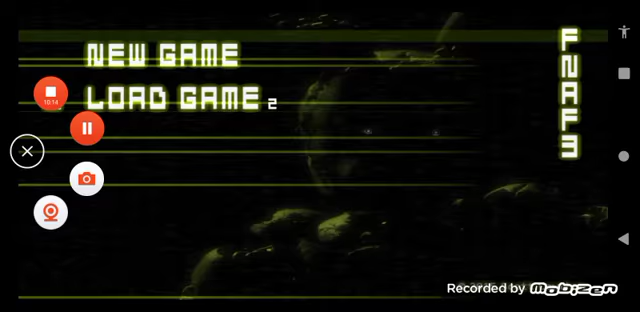 NEW GAME
LOAD GAME 2
10:14
FNAF3
Recorded by Mobizen